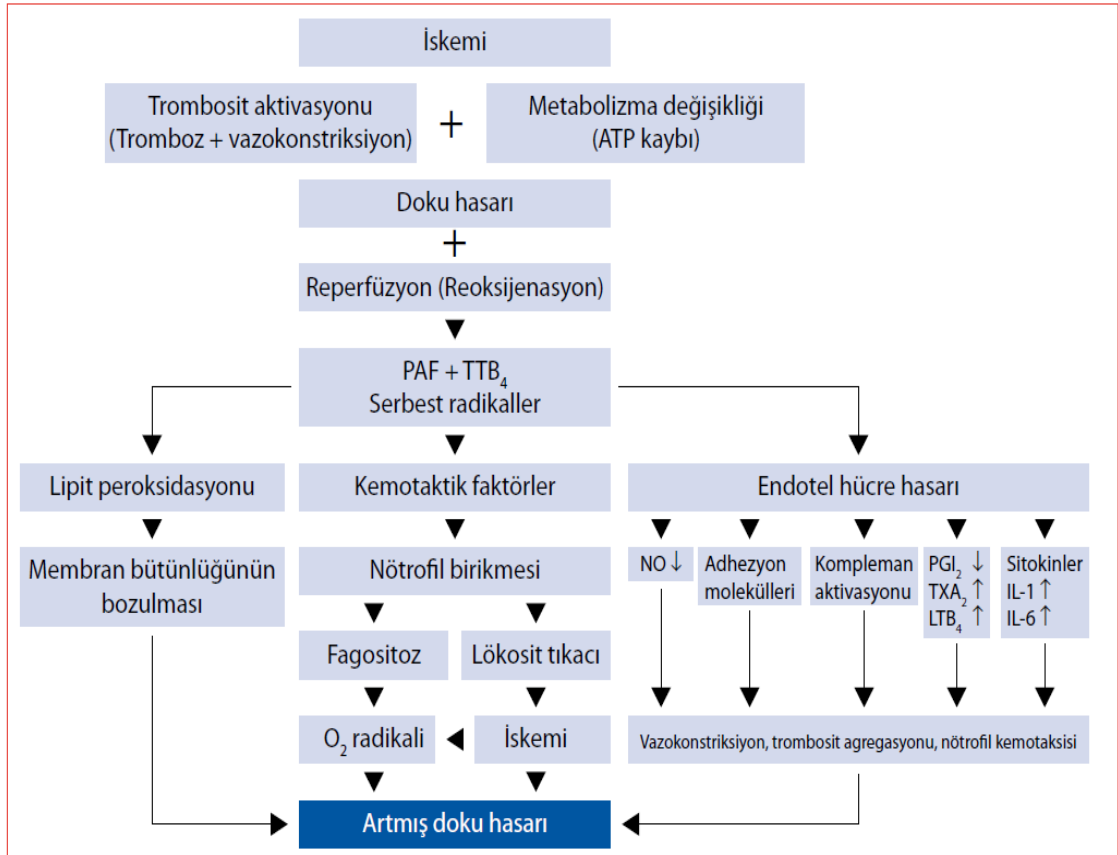 İskemi
Trombosit aktivasyonu
(Tromboz + vazokonstriksiyon)
+
Metabolizma değişikliği
(ATP kaybı)
Doku hasarı
+
Reperfüzyon (Reoksijenasyon)
PAF + TTB₄
Serbest radikaller
Lipit peroksidasyonu
Kemotaktik faktörler
Endotel hücre hasarı
Membran bütünlüğünün
bozulması
Nötrofil birikmesi
NO ↓
Adhezyon
molekülleri
Kompleman
aktivasyonu
PGI₂ ↓
TXA₂ ↑
LTB₄ ↑
Sitokinler
IL-1 ↑
IL-6 ↑
Fagositoz
Lökosit tıkacı
O₂ radikali
İskemi
Vazokonstriksiyon, trombosit agregasyonu, nötrofil kemotaksisi
Artmış doku hasarı